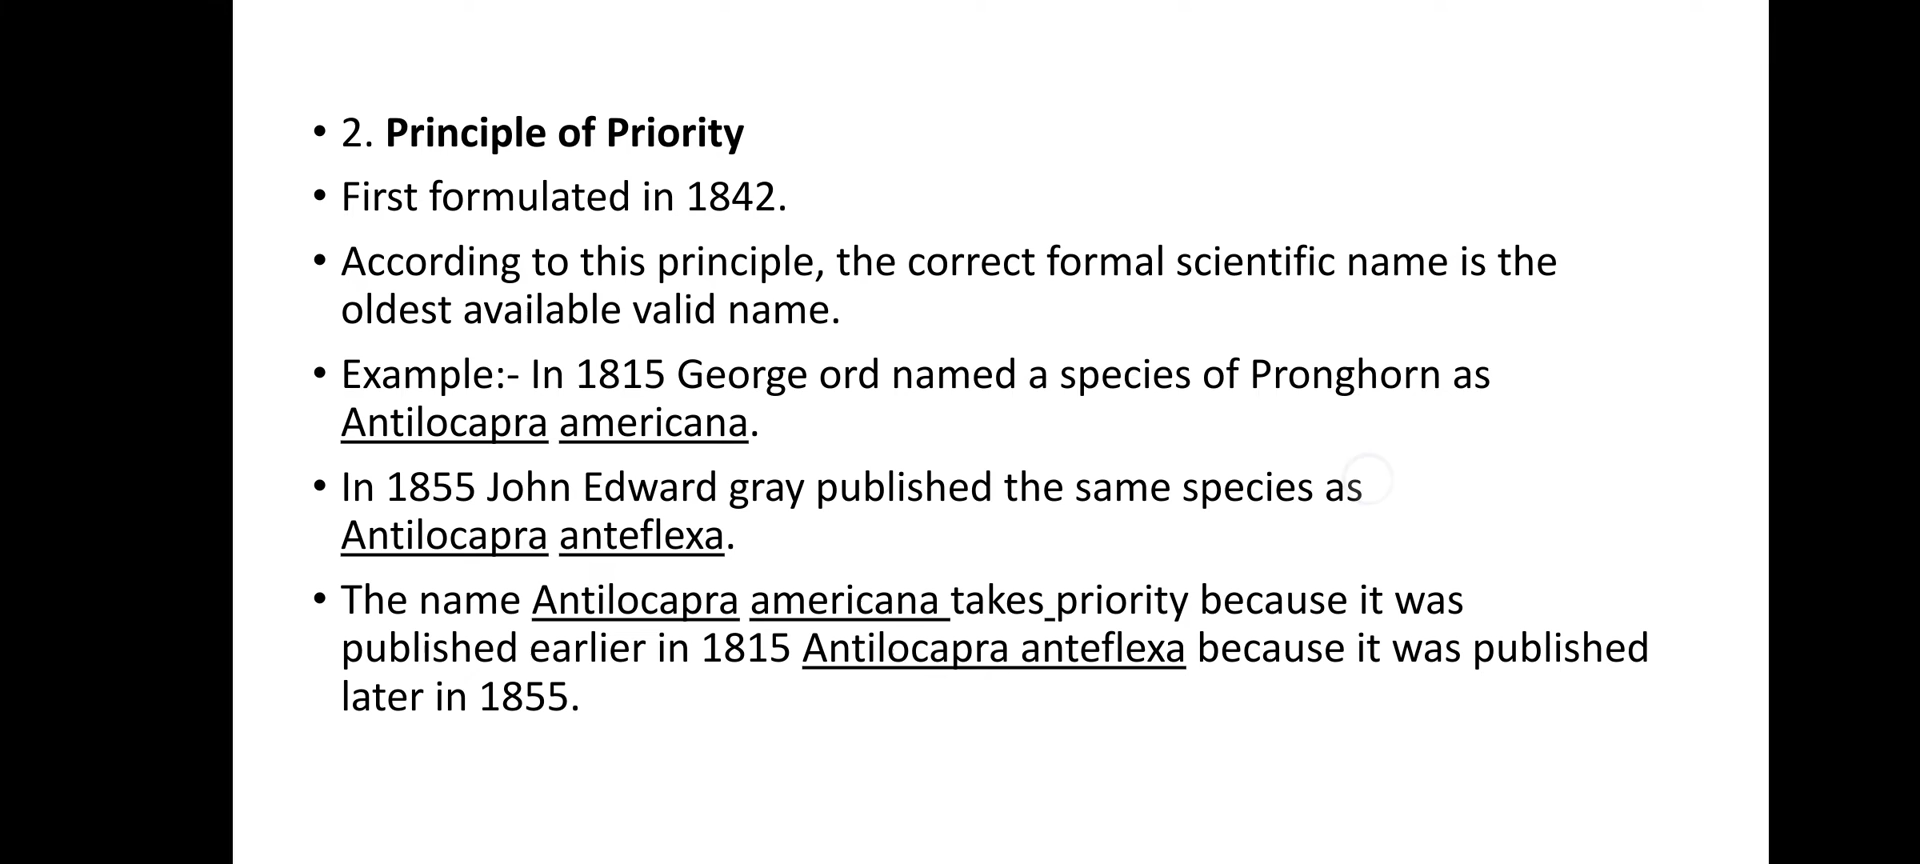 • 2. Principle of Priority
• First formulated in 1842.
• According to this principle, the correct formal scientific name is the
oldest available valid name.
• Example:- In 1815 George ord named a species of Pronghorn as
Antilocapra americana.
• In 1855 John Edward gray published the same species as
Antilocapra anteflexa.
• The name Antilocapra americana takes priority because it was
published earlier in 1815 Antilocapra anteflexa because it was published
later in 1855.